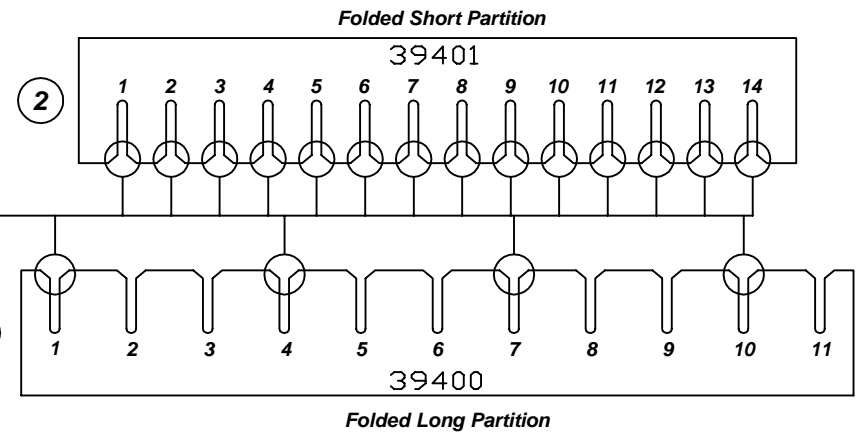 Folded Short Partition
39401
1 2 3 4 5 6 7 8 9 10 11 12 13 14
2
1 2 3 4 5 6 7 8 9 10 11
39400
Folded Long Partition